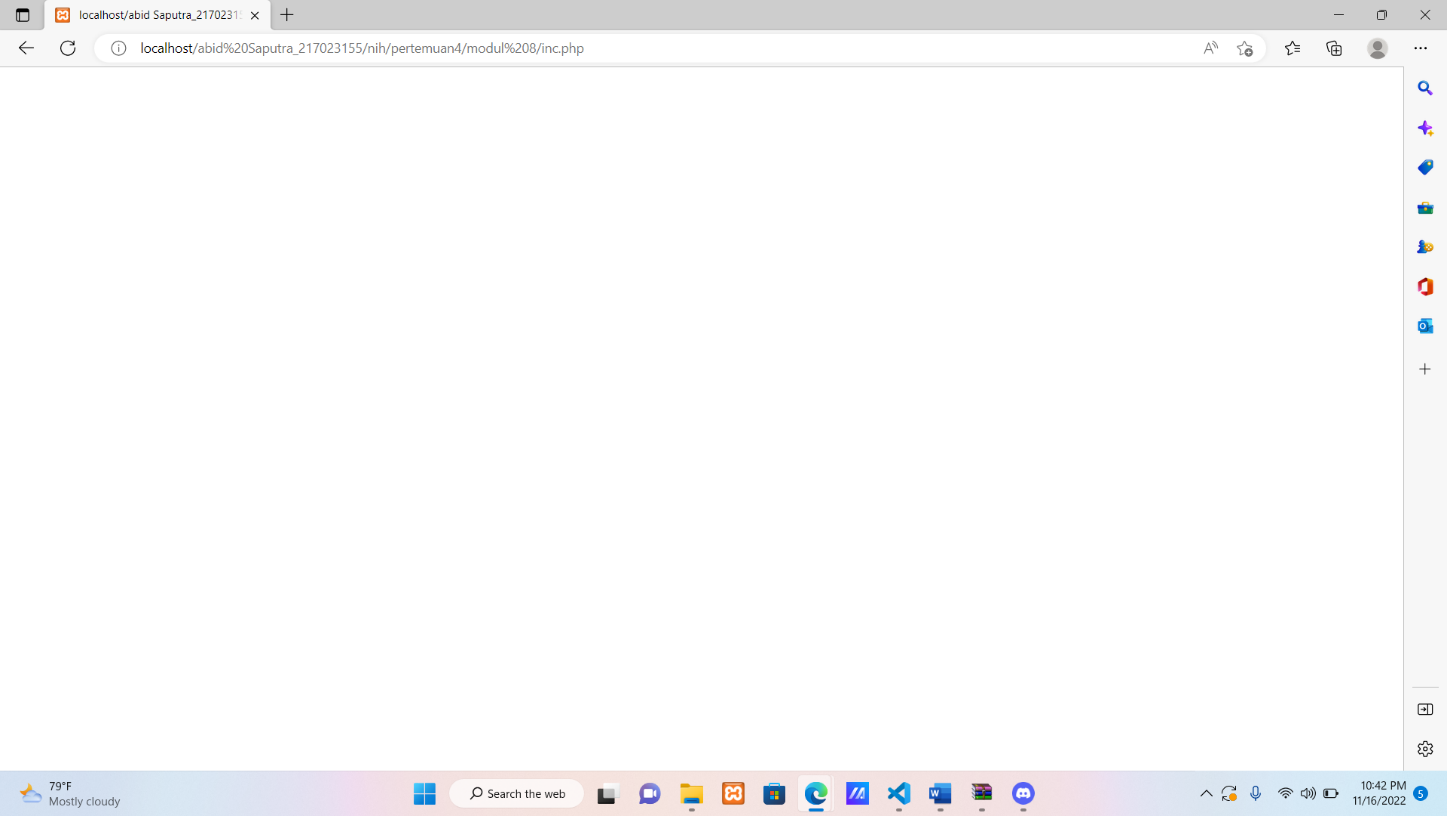 localhost/abid Saputra_21702315
localhost/abid%20Saputra_217023155/nih/pertemuan4/modul%208/inc.php
79°F
Mostly cloudy
Search the web
10:42 PM
11/16/2022
5